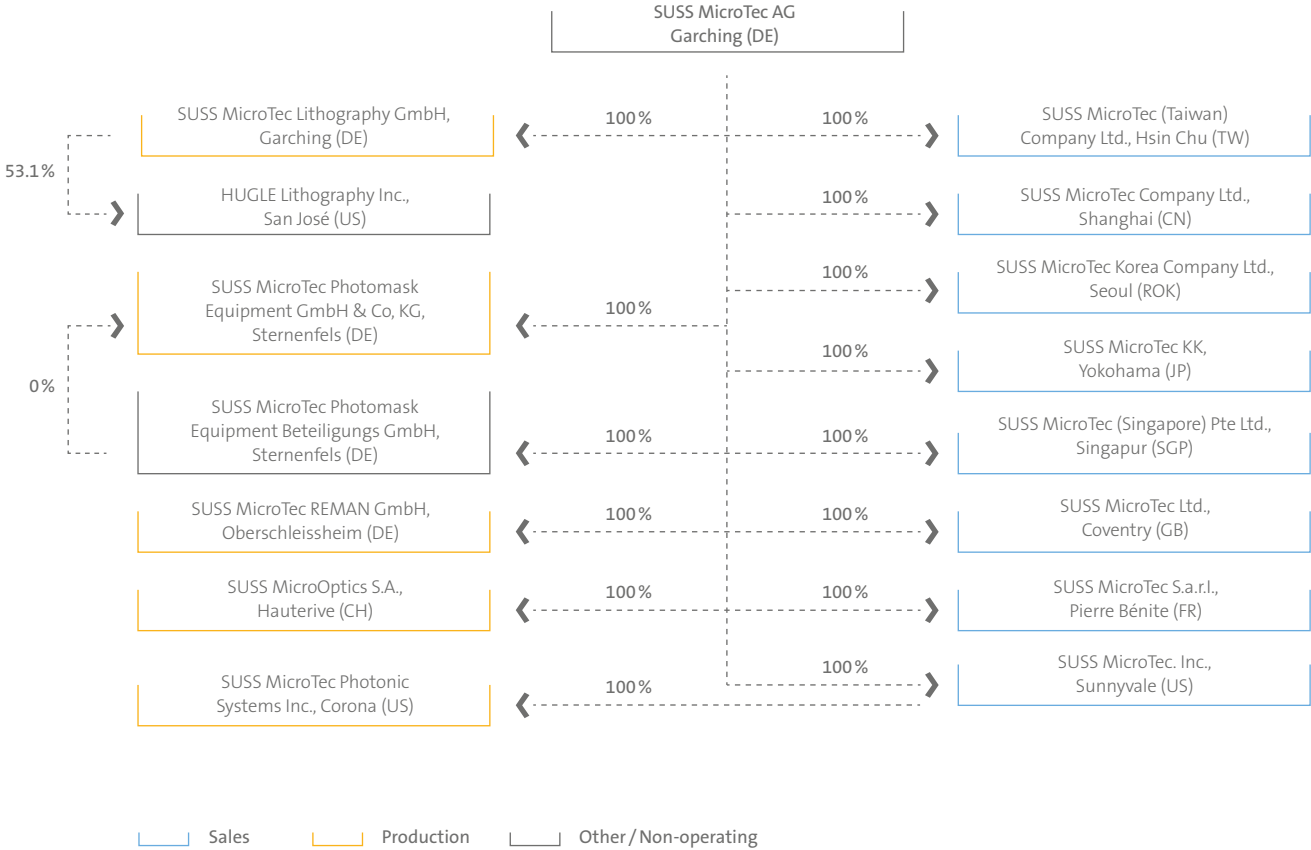 SUSS MicroTec AG
Garching (DE)
SUSS MicroTec Lithography GmbH,
Garching (DE)
100 %
100 %
SUSS MicroTec (Taiwan)
Company Ltd., Hsin Chu (TW)
53.1 %
HUGLE Lithography Inc.,
San José (US)
100 %
SUSS MicroTec Company Ltd.,
Shanghai (CN)
100 %
SUSS MicroTec Korea Company Ltd.,
Seoul (ROK)
SUSS MicroTec Photomask
Equipment GmbH & Co, KG,
Sternenfels (DE)
100 %
100 %
SUSS MicroTec KK,
Yokohama (JP)
0 %
SUSS MicroTec Photomask
Equipment Beteiligungs GmbH,
Sternenfels (DE)
100 %
100 %
SUSS MicroTec (Singapore) Pte Ltd.,
Singapur (SGP)
SUSS MicroTec REMAN GmbH,
Oberschleissheim (DE)
100 %
100 %
SUSS MicroTec Ltd.,
Coventry (GB)
SUSS MicroOptics S.A.,
Hauterive (CH)
100 %
100 %
SUSS MicroTec S.a.r.l.,
Pierre Bénite (FR)
100 %
SUSS MicroTec. Inc.,
Sunnyvale (US)
SUSS MicroTec Photonic
Systems Inc., Corona (US)
100 %
Sales
Production
Other / Non-operating